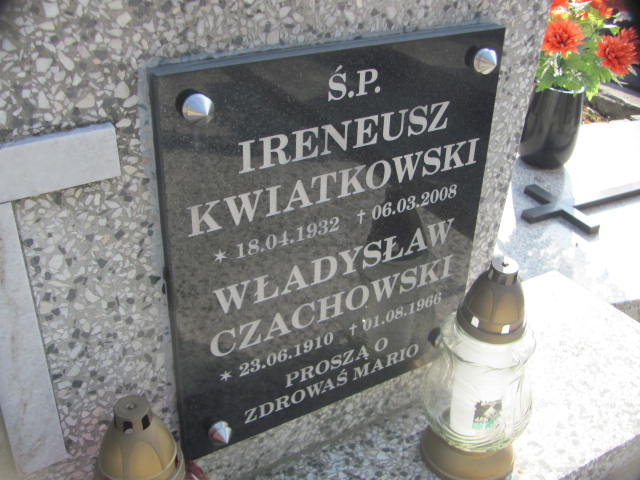 Ś.P.
IRENEUSZ
KWIATKOWSKI
* 18.04.1932 † 06.03.2008
WŁADYSŁAW
CZACHOWSKI
* 23.06.1910 † 01.08.1966
PROSZĄ O
ZDROWAŚ MARIO